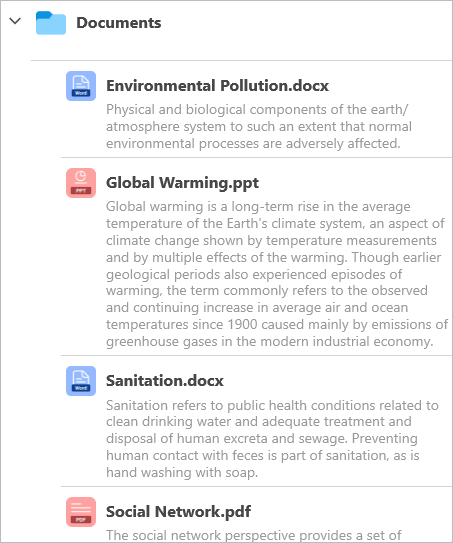 Documents
Environmental Pollution.docx
Word
Physical and biological components of the earth/
atmosphere system to such an extent that normal
environmental processes are adversely affected.
Global Warming.ppt
PPT
Global warming is a long-term rise in the average
temperature of the Earth's climate system, an aspect of
climate change shown by temperature measurements
and by multiple effects of the warming. Though earlier
geological periods also experienced episodes of
warming, the term commonly refers to the observed
and continuing increase in average air and ocean
temperatures since 1900 caused mainly by emissions of
greenhouse gases in the modern industrial economy.
Sanitation.docx
Word
Sanitation refers to public health conditions related to
clean drinking water and adequate treatment and
disposal of human excreta and sewage. Preventing
human contact with feces is part of sanitation, as is
hand washing with soap.
Social Network.pdf
PDF
The social network perspective provides a set of